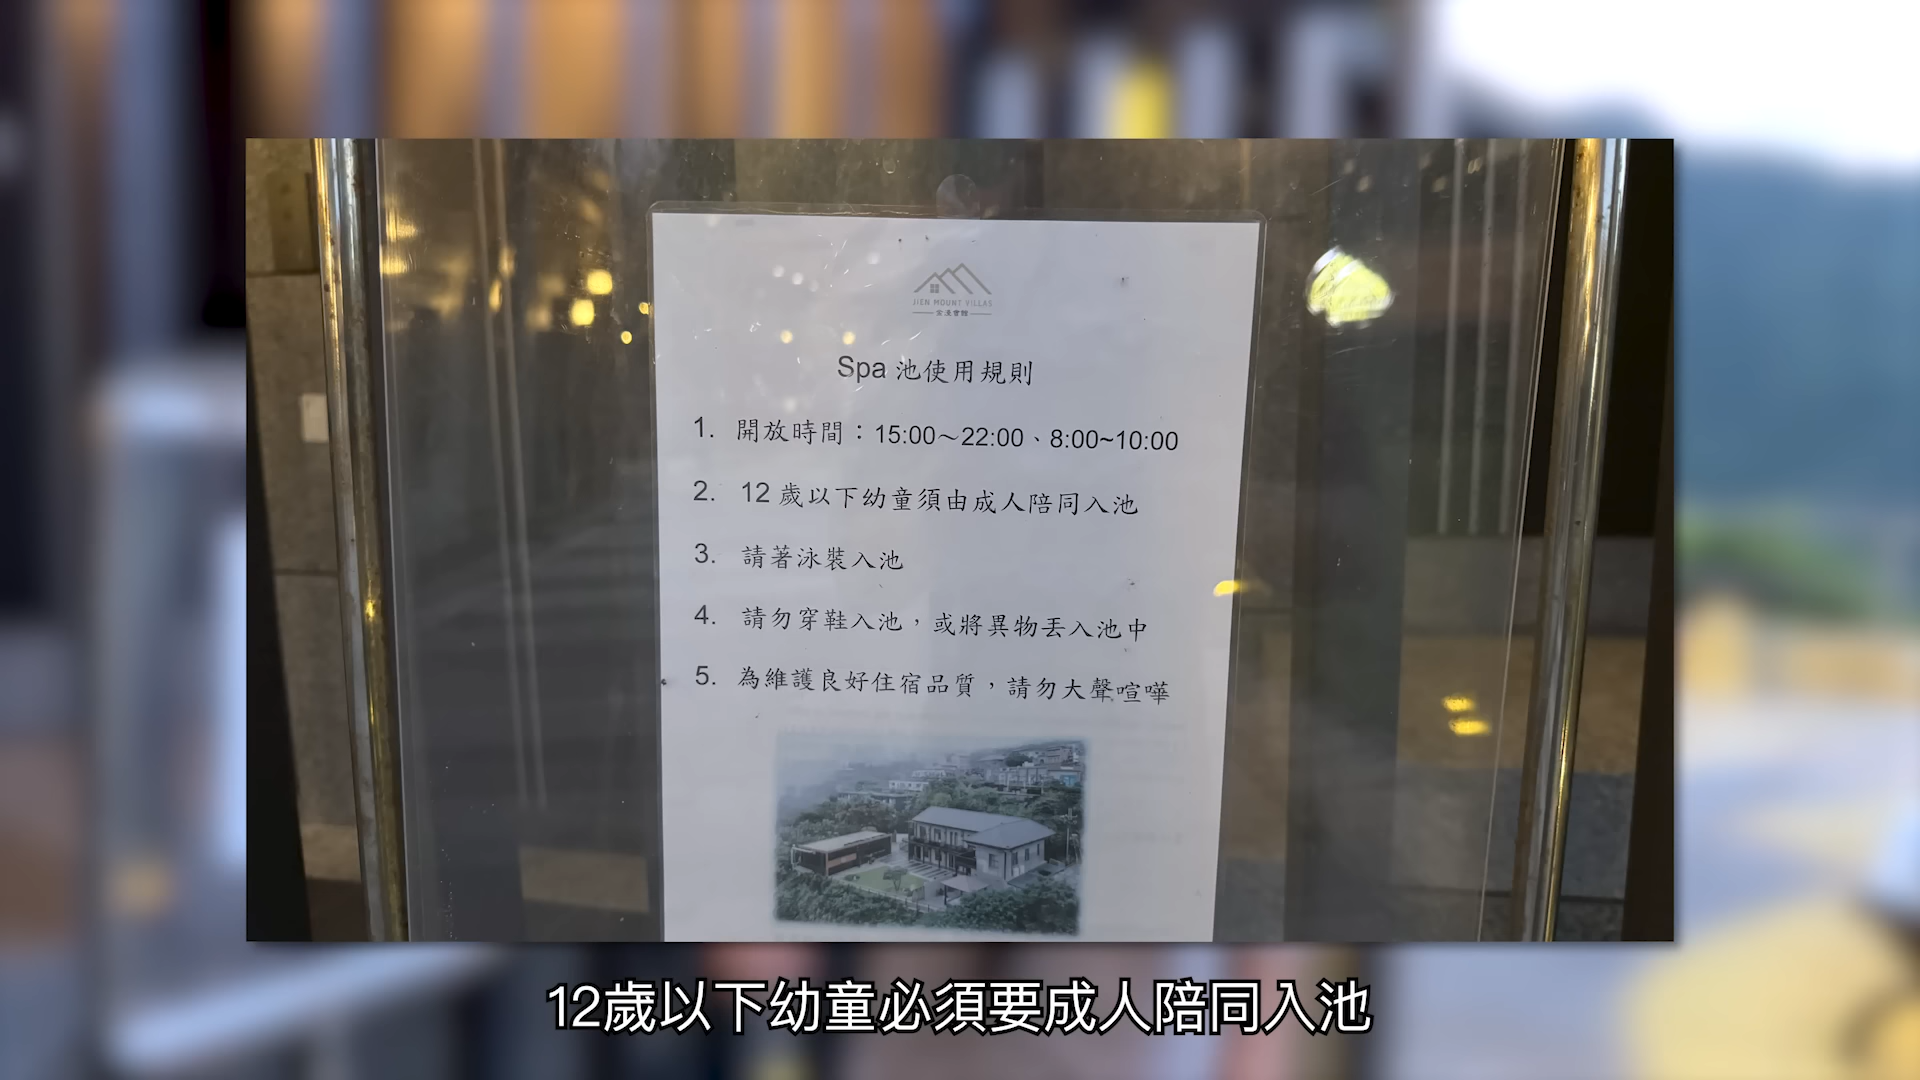 JIEN MOUNT VILLAS
Spa 池使用規則
1. 開放時間：15:00～22:00、8:00~10:00
2. 12 歲以下幼童須由成人陪同入池
3. 請著泳裝入池
4. 請勿穿鞋入池，或將異物丟入池中
5. 為維護良好住宿品質，請勿大聲喧嘩
12歲以下幼童必須要成人陪同入池